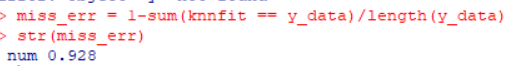 > miss_err = 1-sum(knnfit == y_data)/length(y_data)
> str(miss_err)
num 0.928